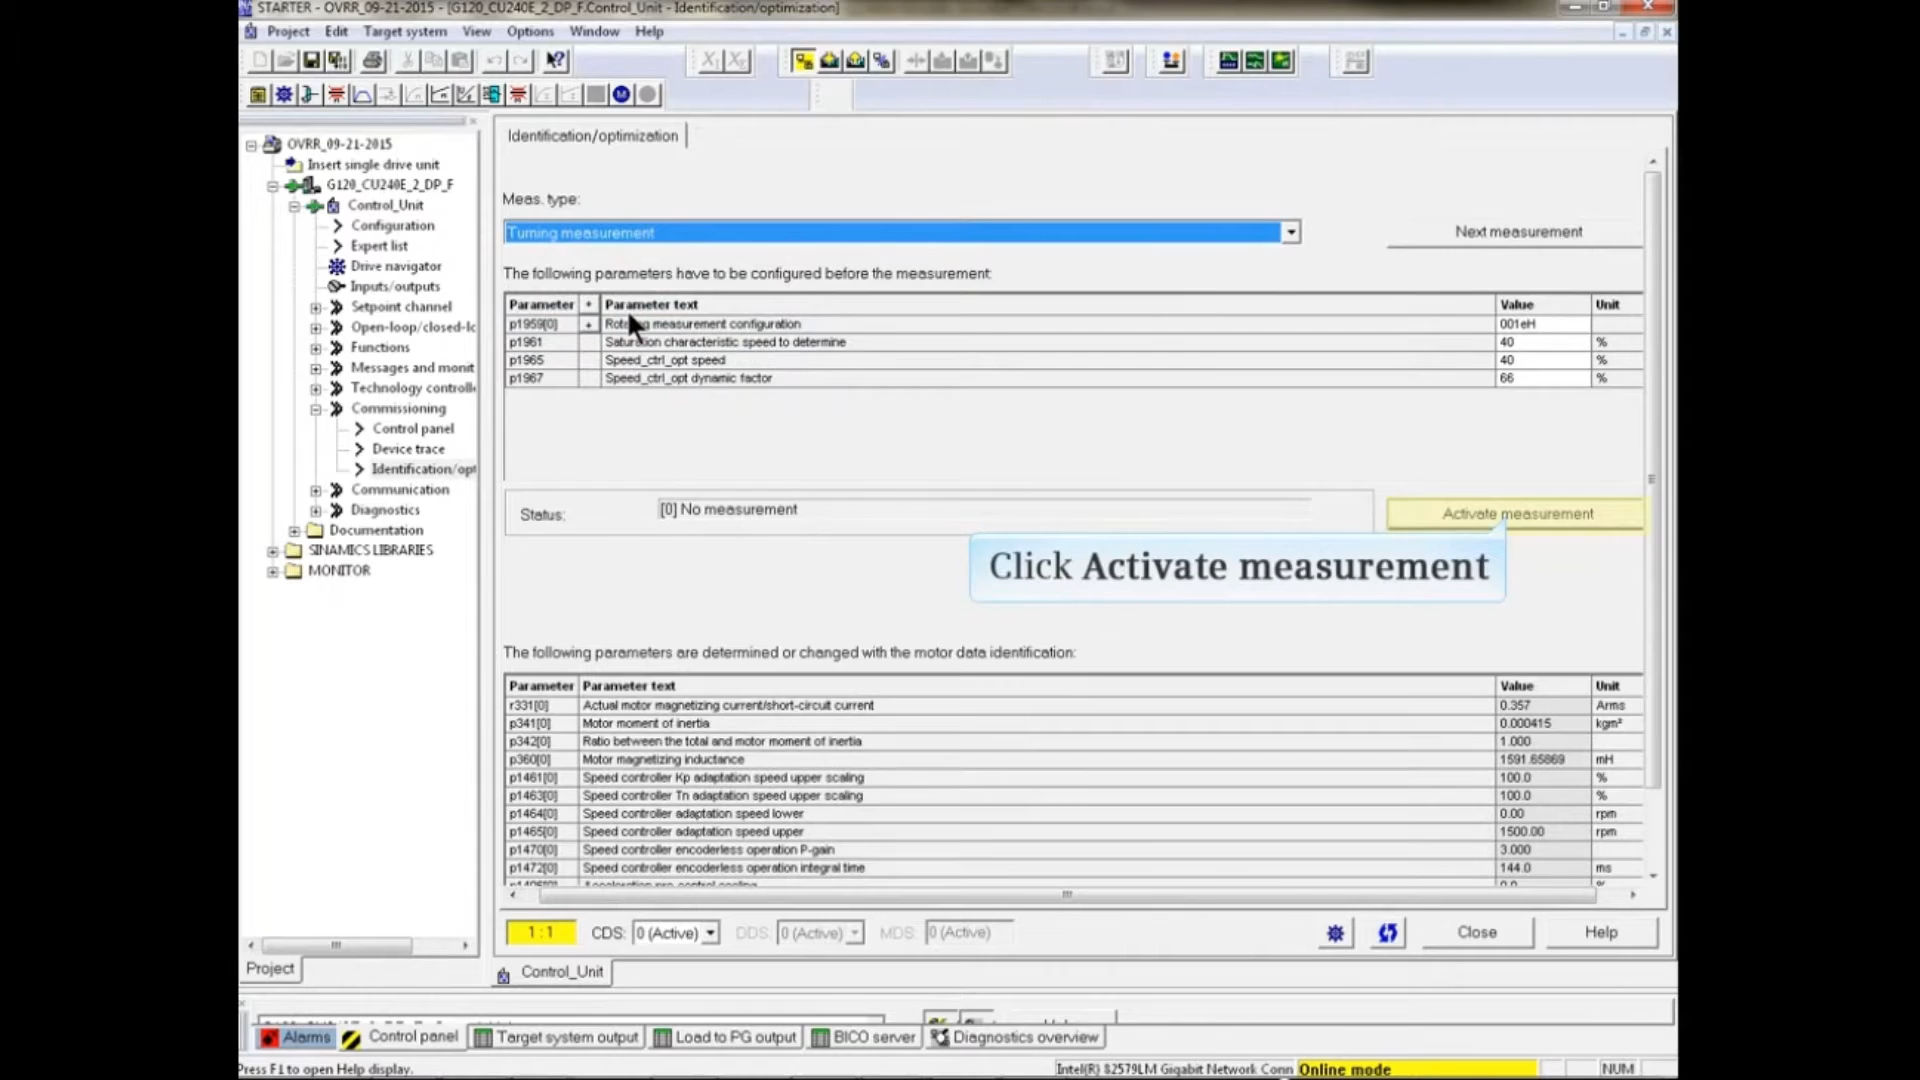 STARTER - OVRR_09-21-2015 - [G120_CU240E_2_DP_F.Control_Unit - Identification/optimization]
Project Edit Target system View Options Window Help
OVRR_09-21-2015
Insert single drive unit
G120_CU240E_2_DP_F
Control_Unit
Configuration
Expert list
Drive navigator
Inputs/outputs
Setpoint channel
Open-loop/closed-lc
Functions
Messages and monit
Technology controlle
Commissioning
Control panel
Device trace
Identification/opt
Communication
Diagnostics
Documentation
SINAMICS LIBRARIES
MONITOR
Project
Identification/optimization
Meas. type:
Turning measurement
Next measurement
The following parameters have to be configured before the measurement:
Parameter + Parameter text Value Unit
p1959[0] + measurement configuration 001eH
p1961 Saturation characteristic speed to determine 40 %
p1965 Speed_ctrl_opt speed 40 %
p1967 Speed_ctrl_opt dynamic factor 66 %
Status: [0] No measurement
Activate measurement
Click Activate measurement
The following parameters are determined or changed with the motor data identification:
Parameter Parameter text Value Unit
r331[0] Actual motor magnetizing current/short-circuit current 0.357 Arms
p341[0] Motor moment of inertia 0.000415 kgm²
p342[0] Ratio between the total and motor moment of inertia 1.000
p360[0] Motor magnetizing inductance 1591.65869 mH
p1461[0] Speed controller Kp adaptation speed upper scaling 100.0 %
p1463[0] Speed controller Tn adaptation speed upper scaling 100.0 %
p1464[0] Speed controller adaptation speed lower 0.00 rpm
p1465[0] Speed controller adaptation speed upper 1500.00 rpm
p1470[0] Speed controller encoderless operation P-gain 3.000
p1472[0] Speed controller encoderless operation integral time 144.0 ms
1:1 CDS: 0 (Active) DDS: 0 (Active) MDS: 0 (Active) Close Help
Control_Unit
Alarms Control panel Target system output Load to PG output BICO server Diagnostics overview
Press F1 to open Help display. Intel(R) 82579LM Gigabit Network Conn Online mode NUM